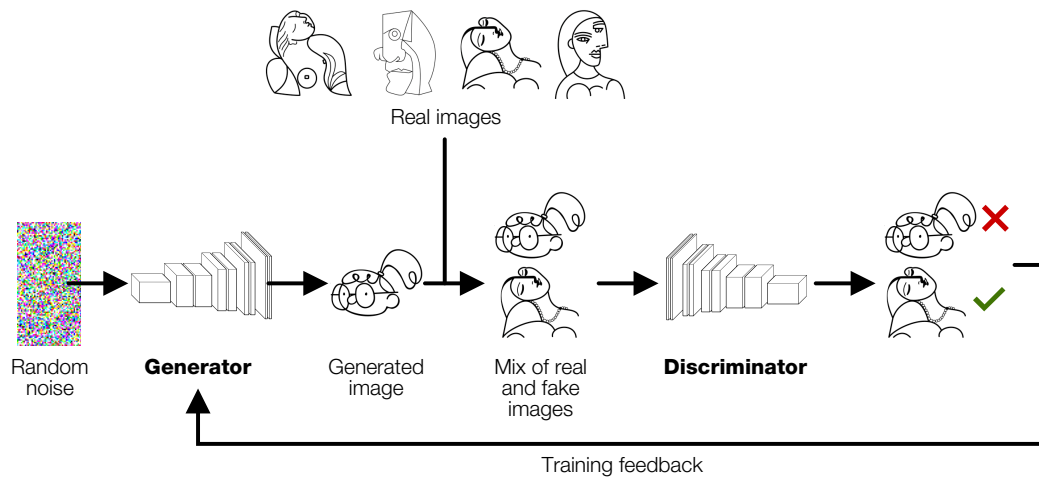 Real images
Random
noise
Generator
Generated
image
Mix of real
and fake
images
Discriminator
Training feedback